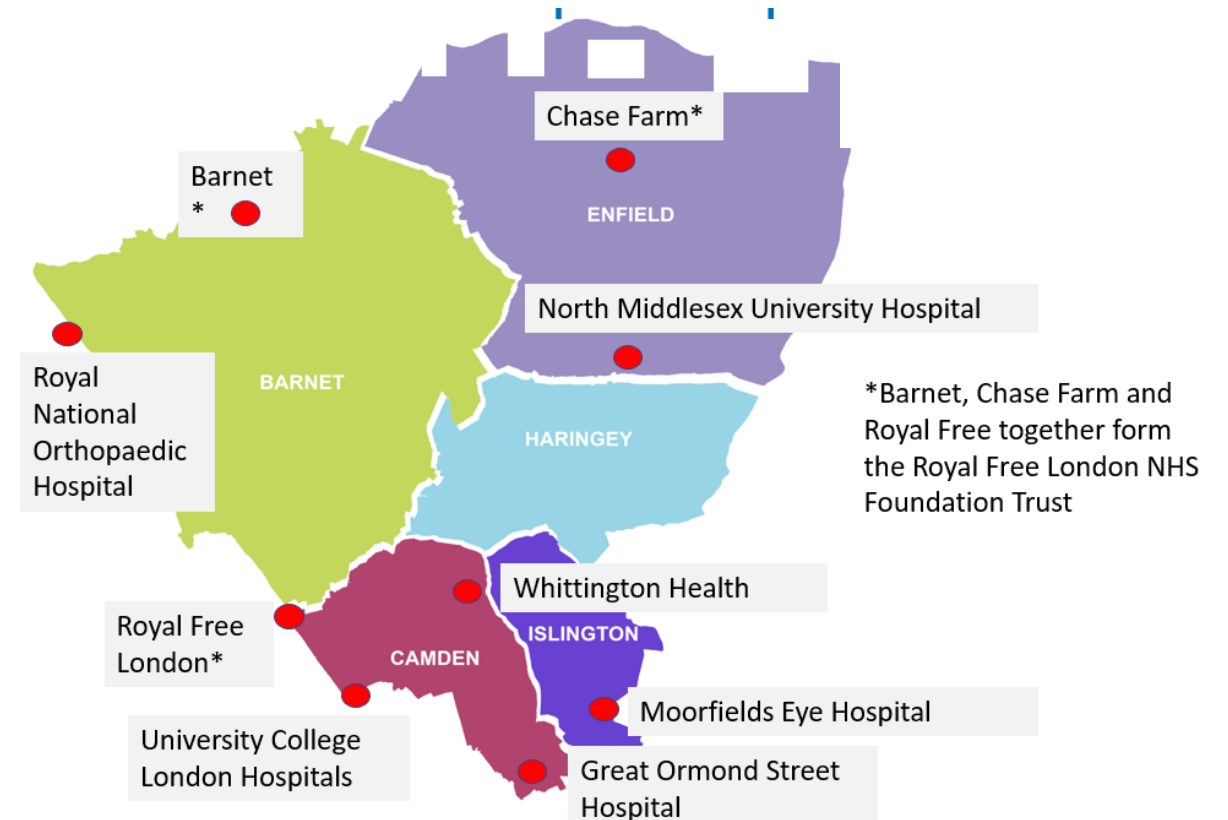 Chase Farm*
Barnet
*
ENFIELD
North Middlesex University Hospital
Royal
National
Orthopaedic
Hospital
BARNET
*Barnet, Chase Farm and
Royal Free together form
the Royal Free London NHS
Foundation Trust
HARINGEY
Whittington Health
Royal Free
London*
ISLINGTON
CAMDEN
Moorfields Eye Hospital
University College
London Hospitals
Great Ormond Street
Hospital